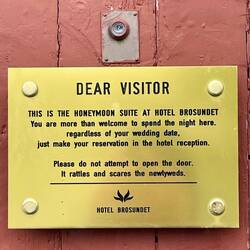 DEAR VISITOR
THIS IS THE HONEYMOON SUITE AT HOTEL BROSUNDET
You are more than welcome to spend the night here.
regardless of your wedding date,
just make your reservation in the hotel reception.
Please do not attempt to open the door.
It rattles and scares the newlyweds.
HOTEL BROSUNDET